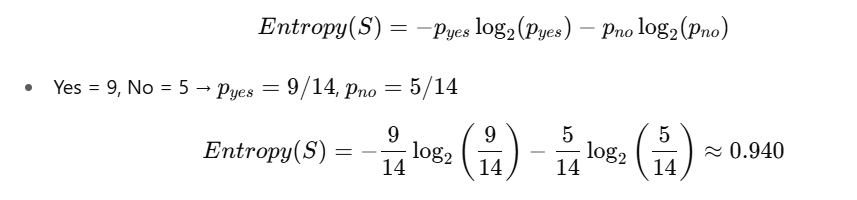 Entropy(S) = −p_yes log₂(p_yes) − p_no log₂(p_no)
• Yes = 9, No = 5 → p_yes = 9/14, p_no = 5/14
Entropy(S) = −9/14 log₂(9/14) − 5/14 log₂(5/14) ≈ 0.940